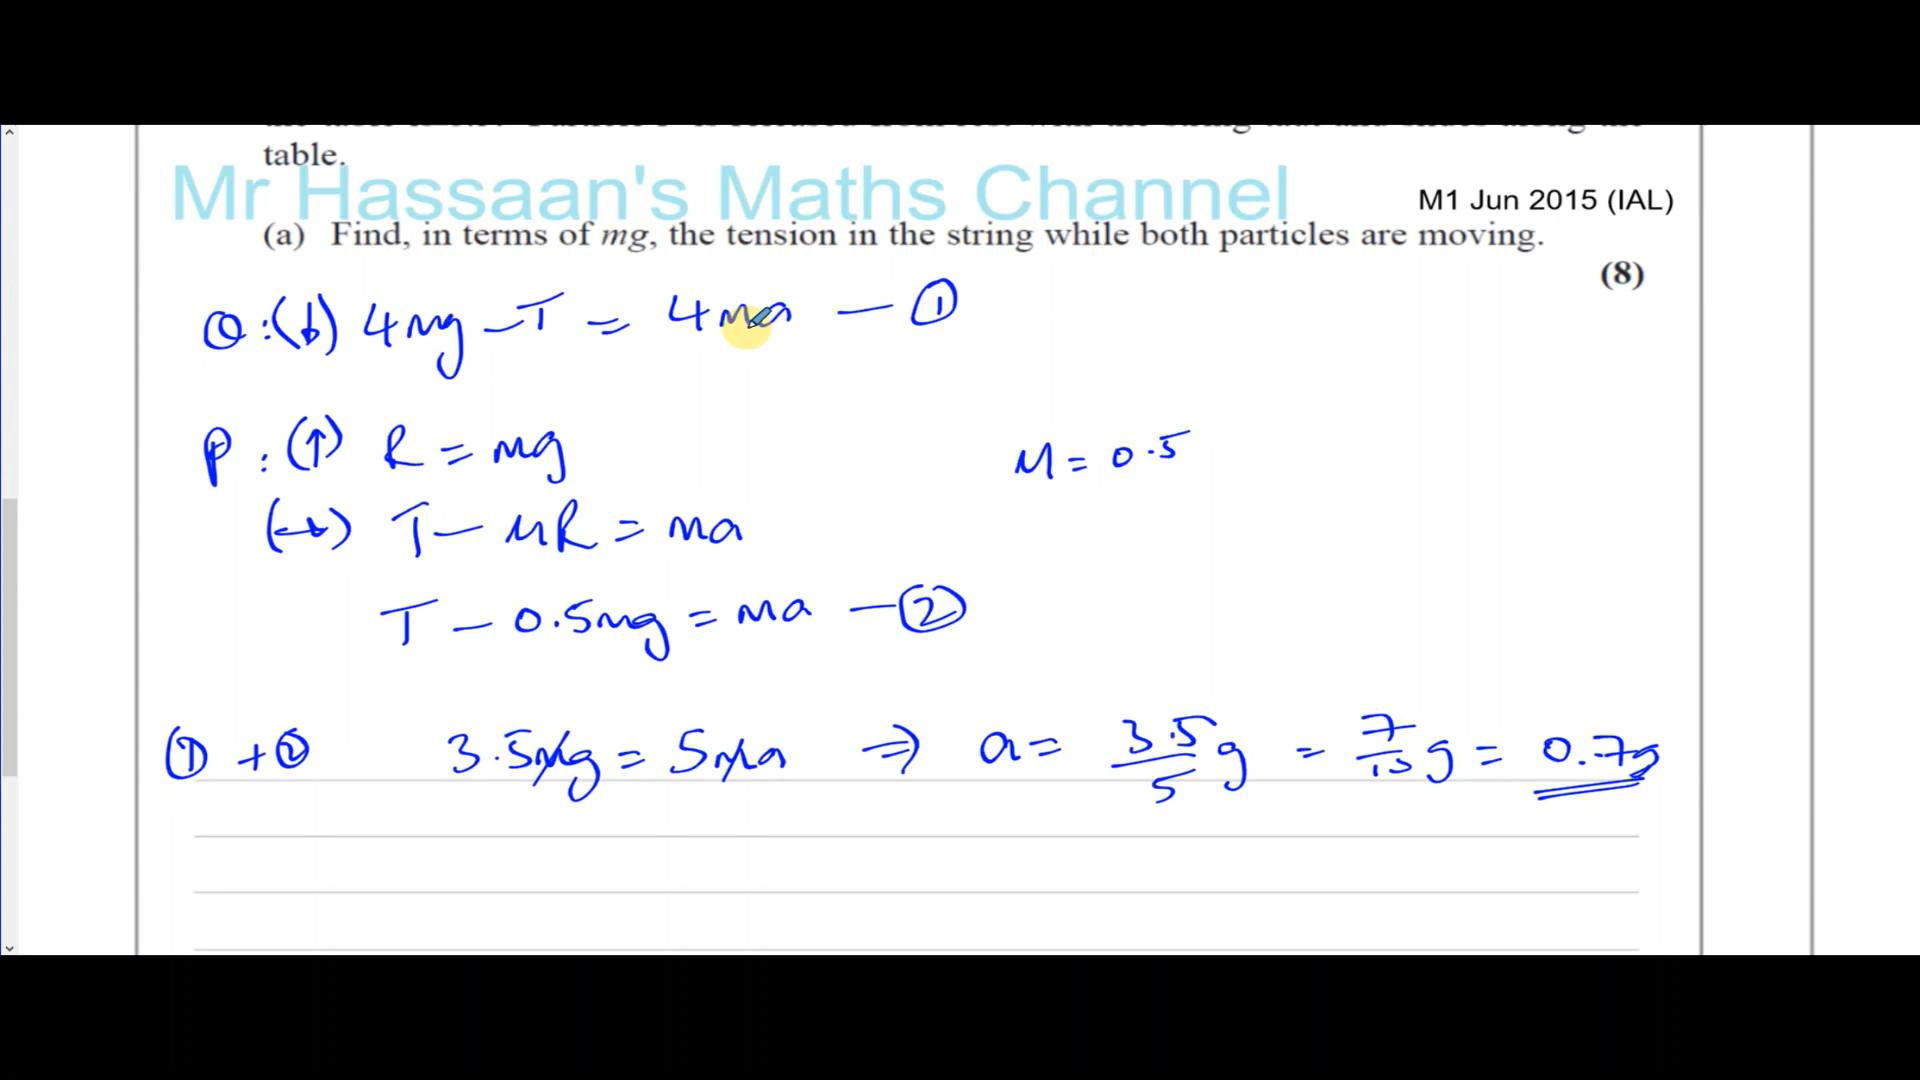 table.
Mr Hassaan's Maths Channel
M1 Jun 2015 (IAL)
(a) Find, in terms of mg, the tension in the string while both particles are moving.
(8)
Q : (↓) 4mg - T = 4ma — ①
P : (↑) R = mg
μ = 0.5
(→) T - μR = ma
T - 0.5mg = ma — ②
① + ② 3.5mg = 5ma ⇒ a = 3.5/5 g = 7/10 g = 0.7g